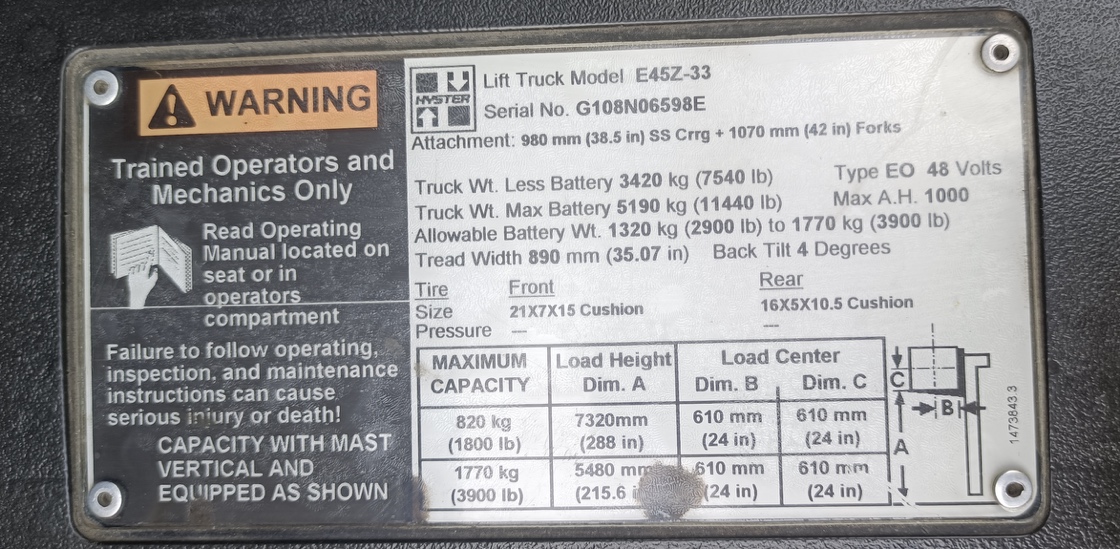 WARNING
Trained Operators and
Mechanics Only
Read Operating
Manual located on
seat or in
operators
compartment
Failure to follow operating,
inspection, and maintenance
instructions can cause
serious injury or death!
CAPACITY WITH MAST
VERTICAL AND
EQUIPPED AS SHOWN
HYSTER
Lift Truck Model E45Z-33
Serial No. G108N06598E
Attachment: 980 mm (38.5 in) SS Crrg + 1070 mm (42 in) Forks
Truck Wt. Less Battery 3420 kg (7540 lb) Type EO 48 Volts
Truck Wt. Max Battery 5190 kg (11440 lb) Max A.H. 1000
Allowable Battery Wt. 1320 kg (2900 lb) to 1770 kg (3900 lb)
Tread Width 890 mm (35.07 in) Back Tilt 4 Degrees
Tire Front Rear
Size 21X7X15 Cushion 16X5X10.5 Cushion
Pressure --- ---
MAXIMUM Load Height Load Center
CAPACITY Dim. A Dim. B Dim. C
820 kg 7320mm 610 mm 610 mm
(1800 lb) (288 in) (24 in) (24 in)
1770 kg 5480 mm 610 mm 610 mm
(3900 lb) (215.6 (24 in) (24 in)
C
B
A
1473843.3